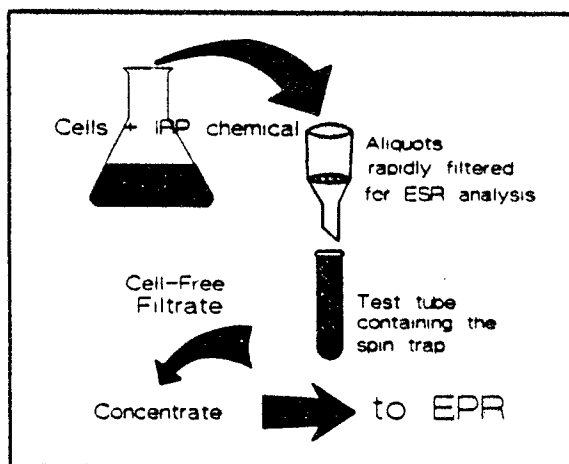 Cells + IRP chemical
Aliquots
rapidly filtered
for ESR analysis
Cell-Free
Filtrate
Test tube
containing the
spin trap
Concentrate
to EPR